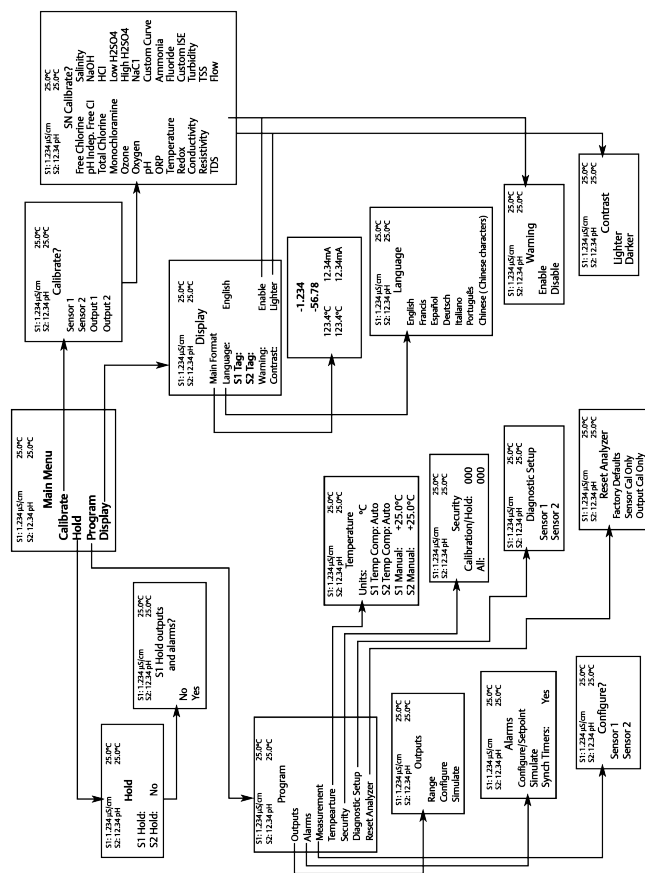 S1: 1.234 µS/cm 25.0ºC
S2: 12.34 pH 25.0ºC
Main Menu
Calibrate
Hold
Program
Display
S1: 1.234 µS/cm 25.0ºC
S2: 12.34 pH 25.0ºC
Calibrate?
Sensor 1
Sensor 2
Output 1
Output 2
S1: 1.234 µS/cm 25.0ºC
S2: 12.34 pH 25.0ºC
SN Calibrate?
Free Chlorine Salinity
pH Indep. Free Cl NaOH
Total Chlorine HCl
Monochloramine Low H2SO4
Ozone High H2SO4
Oxygen NaC1
pH Custom Curve
ORP Ammonia
Temperature Fluoride
Redox Custom ISE
Conductivity Turbidity
Resistivity TSS
TDS Flow
S1: 1.234 µS/cm 25.0ºC
S2: 12.34 pH 25.0ºC
Hold
S1 Hold: No
S2 Hold:
S1: 1.234 µS/cm 25.0ºC
S2: 12.34 pH 25.0ºC
S1 Hold outputs
and alarms?
No
Yes
S1: 1.234 µS/cm 25.0ºC
S2: 12.34 pH 25.0ºC
Display
Main Format
Language: English
S1 Tag:
S2 Tag:
Warning: Enable
Contrast: Lighter
-1.234
-56.78
123.4ºC 12.34mA
123.4ºC 12.34mA
S1: 1.234 µS/cm 25.0ºC
S2: 12.34 pH 25.0ºC
Language
English
Francis
Español
Deutsch
Italiano
Português
Chinese (Chinese characters)
S1: 1.234 µS/cm 25.0ºC
S2: 12.34 pH 25.0ºC
Warning
Enable
Disable
S1: 1.234 µS/cm 25.0ºC
S2: 12.34 pH 25.0ºC
Contrast
Lighter
Darker
S1: 1.234 µS/cm 25.0ºC
S2: 12.34 pH 25.0ºC
Program
Outputs
Alarms
Measurement
Tempearture
Security
Diagnostic Setup
Reset Analyzer
S1: 1.234 µS/cm 25.0ºC
S2: 12.34 pH 25.0ºC
Temperature
Units: ºC
S1 Temp Comp: Auto
S2 Temp Comp: Auto
S1 Manual: +25.0ºC
S2 Manual: +25.0ºC
S1: 1.234 µS/cm 25.0ºC
S2: 12.34 pH 25.0ºC
Security
Calibration/Hold: 000
All: 000
S1: 1.234 µS/cm 25.0ºC
S2: 12.34 pH 25.0ºC
Diagnostic Setup
Sensor 1
Sensor 2
S1: 1.234 µS/cm 25.0ºC
S2: 12.34 pH 25.0ºC
Reset Analyzer
Factory Defaults
Sensor Cal Only
Output Cal Only
S1: 1.234 µS/cm 25.0ºC
S2: 12.34 pH 25.0ºC
Outputs
Range
Configure
Simulate
S1: 1.234 µS/cm 25.0ºC
S2: 12.34 pH 25.0ºC
Alarms
Configure/Setpoint
Simulate
Synch Timers: Yes
S1: 1.234 µS/cm 25.0ºC
S2: 12.34 pH 25.0ºC
Configure?
Sensor 1
Sensor 2